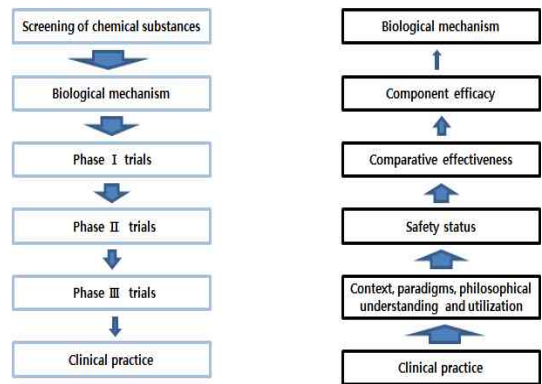 Screening of chemical substances
Biological mechanism
Phase Ⅰ trials
Phase Ⅱ trials
Phase Ⅲ trials
Clinical practice
Biological mechanism
Component efficacy
Comparative effectiveness
Safety status
Context, paradigms, philosophical
understanding and utilization
Clinical practice